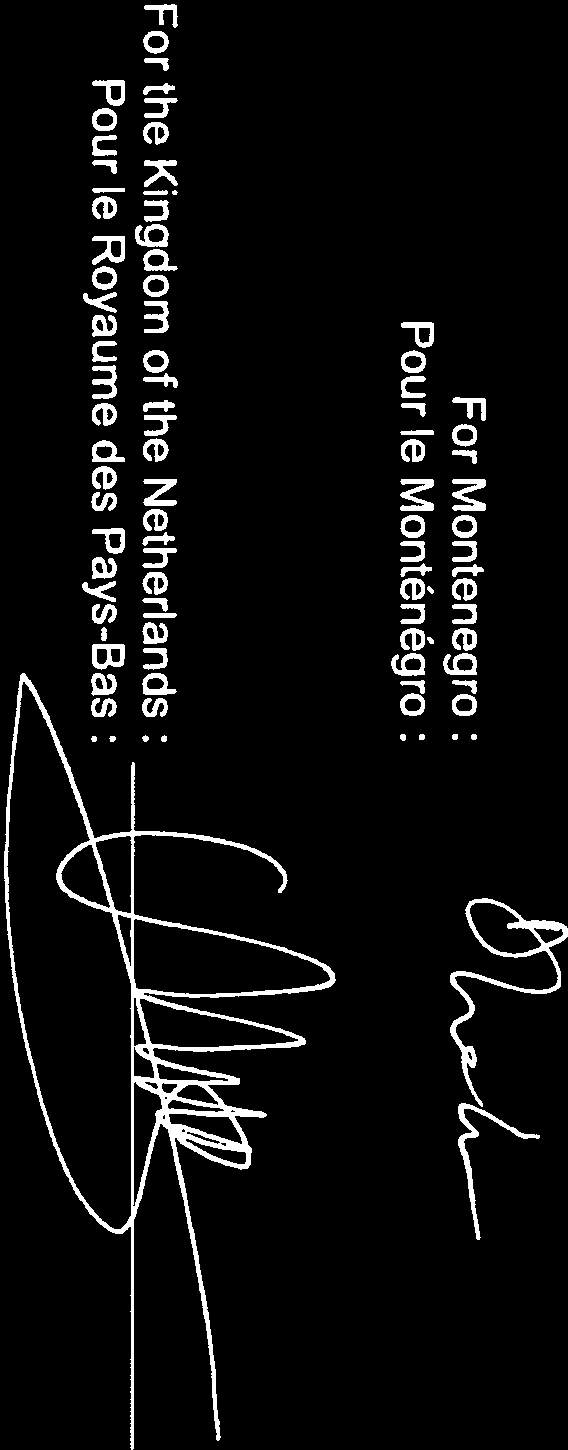 For Montenegro :
Pour le Monténégro :
For the Kingdom of the Netherlands :
Pour le Royaume des Pays-Bas :